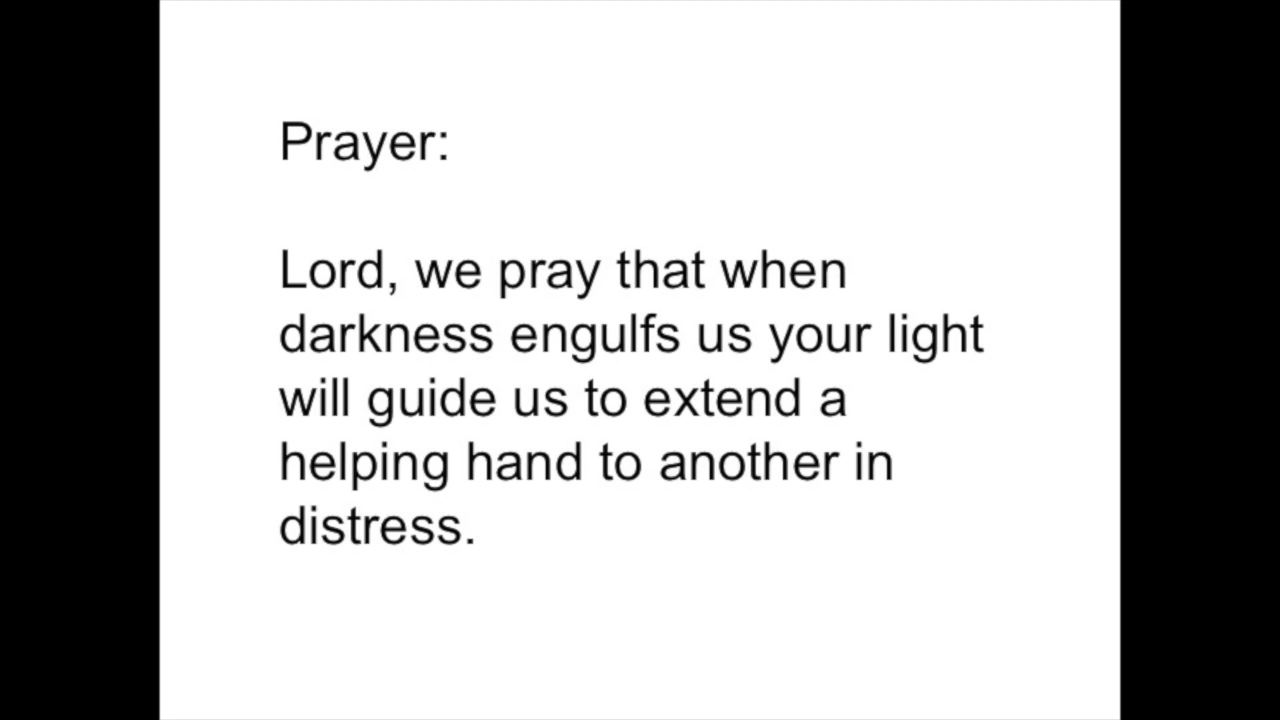 Prayer:
Lord, we pray that when
darkness engulfs us your light
will guide us to extend a
helping hand to another in
distress.